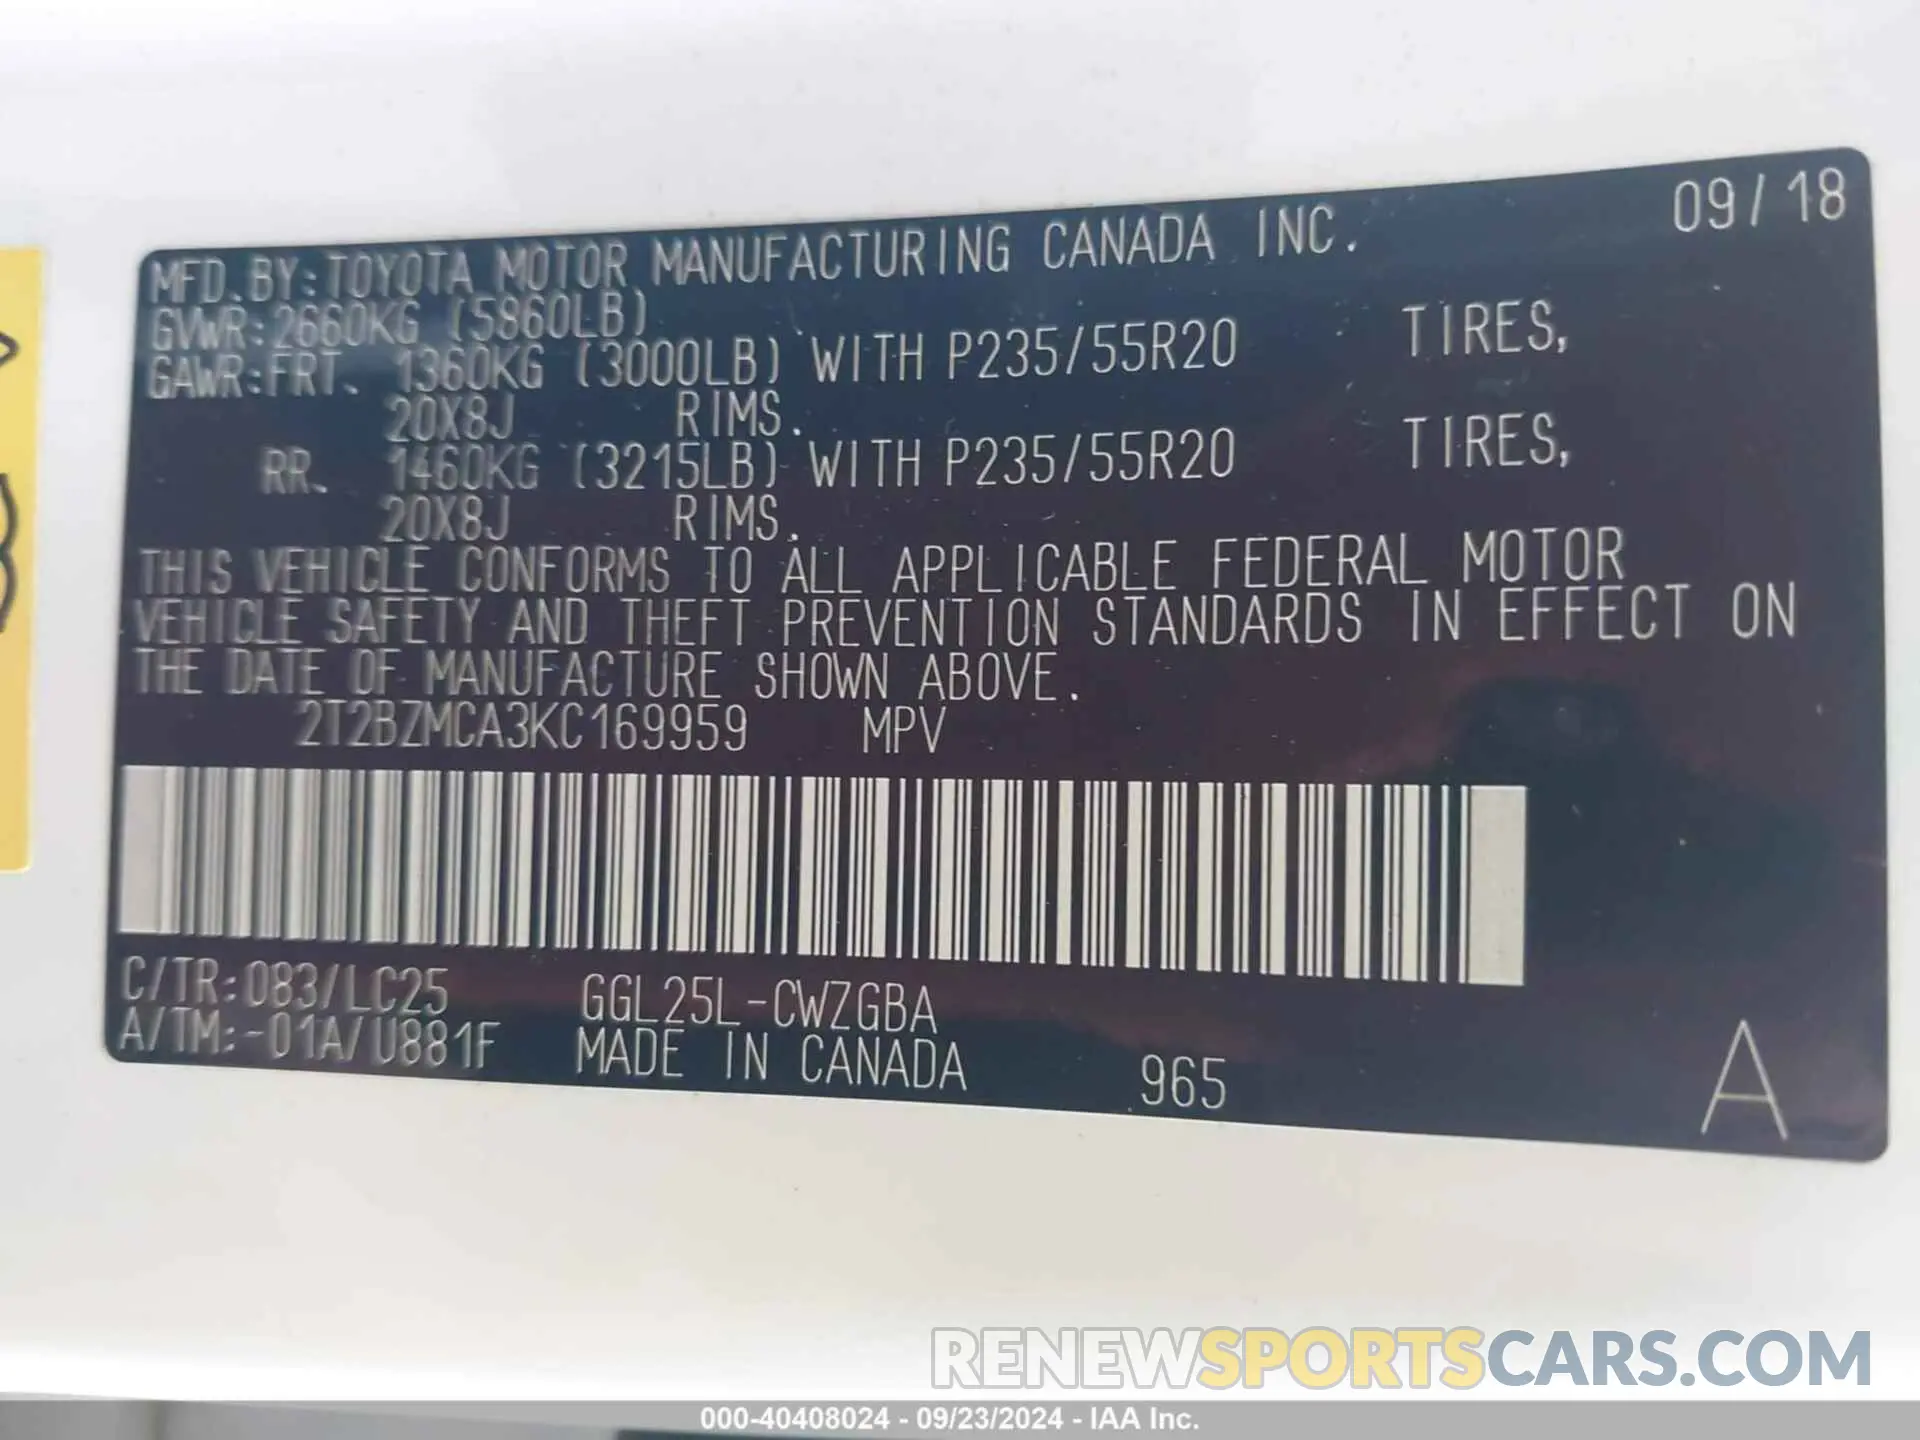 09/18
MFD.BY:TOYOTA MOTOR MANUFACTURING CANADA INC.
GVWR:2660KG (5860LB)
GAWR:FRT. 1360KG (3000LB) WITH P235/55R20 TIRES,
20X8J RIMS.
RR. 1460KG (3215LB) WITH P235/55R20 TIRES,
20X8J RIMS.
THIS VEHICLE CONFORMS TO ALL APPLICABLE FEDERAL MOTOR
VEHICLE SAFETY AND THEFT PREVENTION STANDARDS IN EFFECT ON
THE DATE OF MANUFACTURE SHOWN ABOVE.
2T2BZMCA3KC169959 MPV
C/TR:083/LC25 GGL25L-CWZGBA
A/TM:-01A/U881F MADE IN CANADA 965 A
RENEWSPORTSCARS.COM
000-40408024 - 09/23/2024 - IAA Inc.